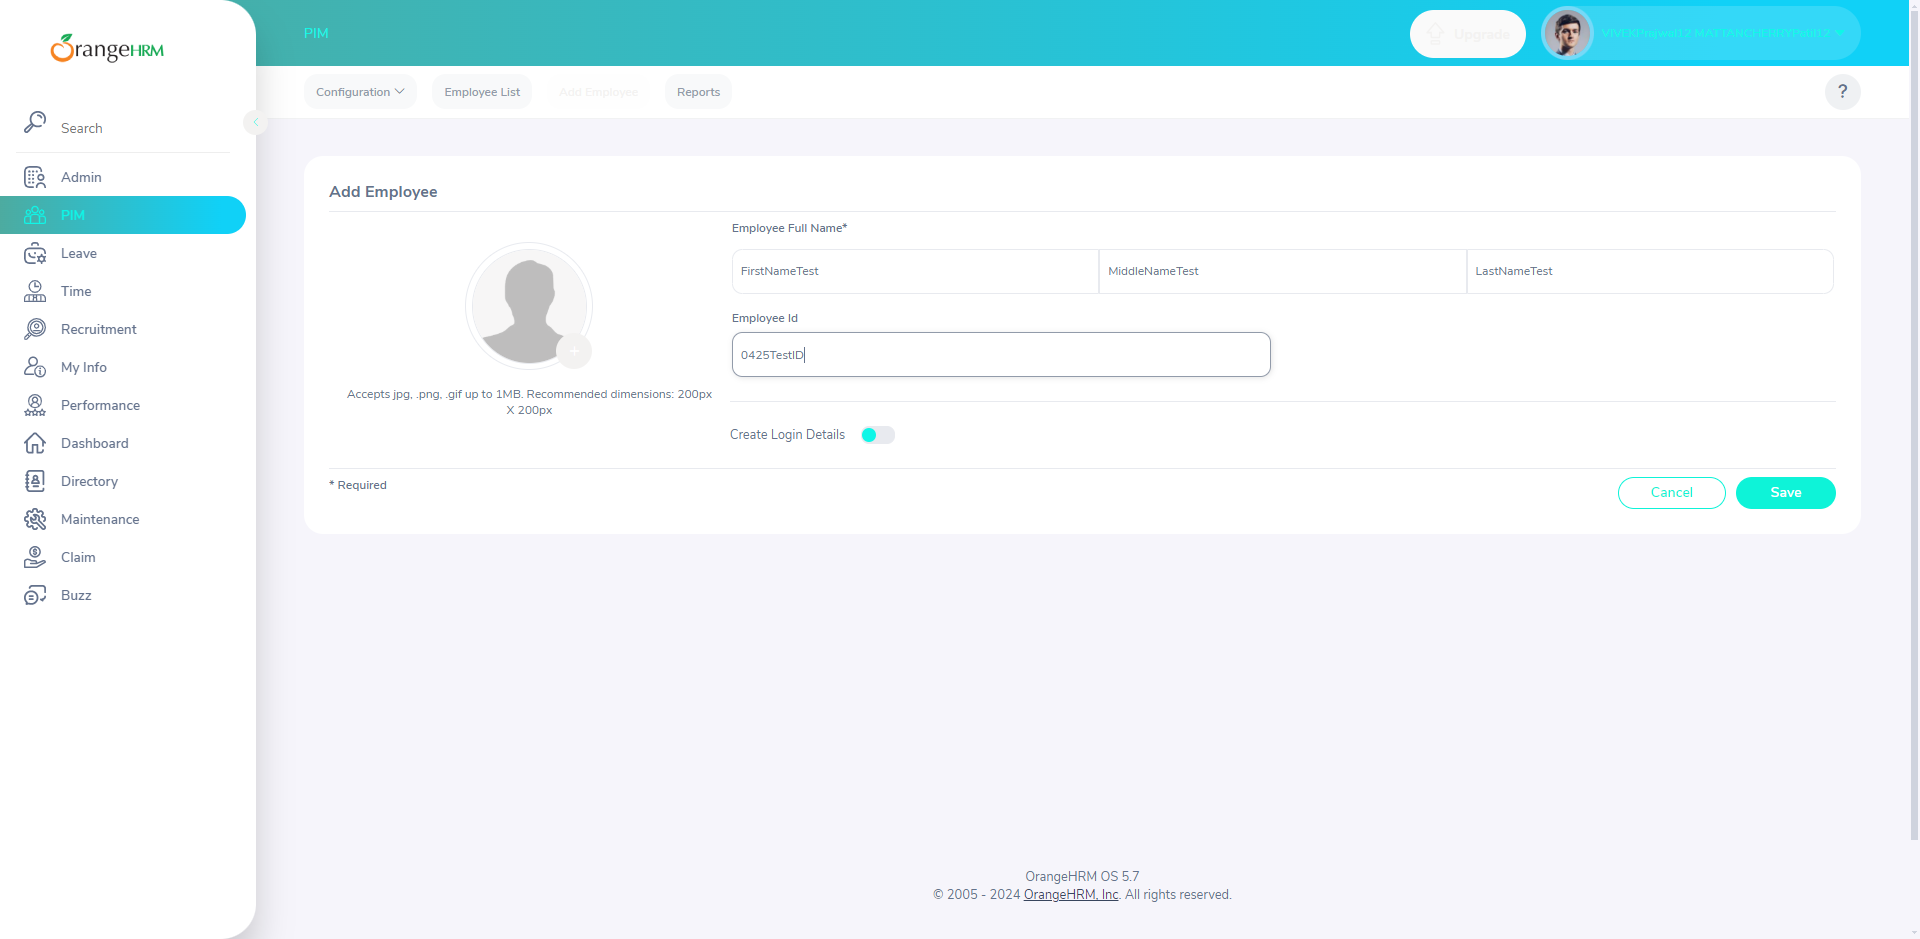 OrangeHRM
Search
Admin
PIM
Leave
Time
Recruitment
My Info
Performance
Dashboard
Directory
Maintenance
Claim
Buzz
PIM
Upgrade
Configuration
Employee List
Add Employee
Reports
?
Add Employee
Accepts jpg, .png, .gif up to 1MB. Recommended dimensions: 200px
X 200px
Employee Full Name*
FirstNameTest
MiddleNameTest
LastNameTest
Employee Id
0425TestID
Create Login Details
* Required
Cancel
Save
OrangeHRM OS 5.7
© 2005 - 2024 OrangeHRM, Inc. All rights reserved.